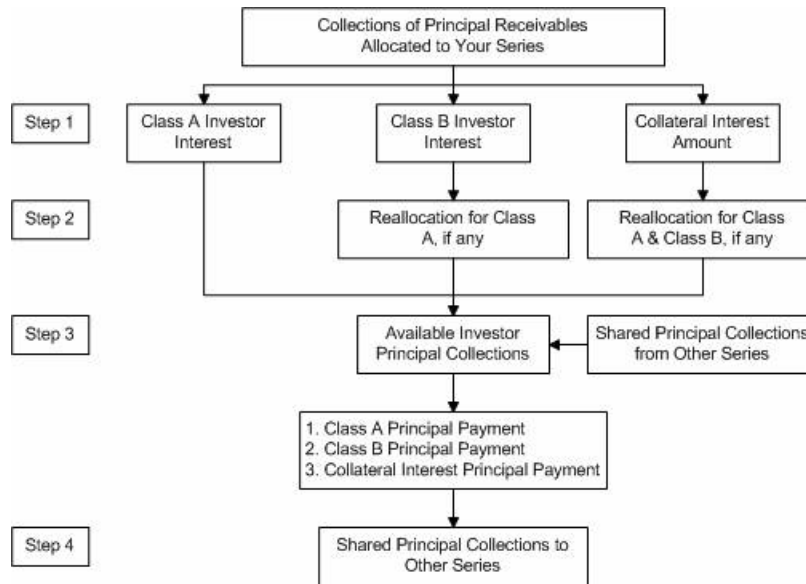 Collections of Principal Receivables
Allocated to Your Series
Step 1
Class A Investor
Interest
Class B Investor
Interest
Collateral Interest
Amount
Step 2
Reallocation for Class
A, if any
Reallocation for Class
A & Class B, if any
Step 3
Available Investor
Principal Collections
Shared Principal Collections
from Other Series
1. Class A Principal Payment
2. Class B Principal Payment
3. Collateral Interest Principal Payment
Step 4
Shared Principal Collections to
Other Series